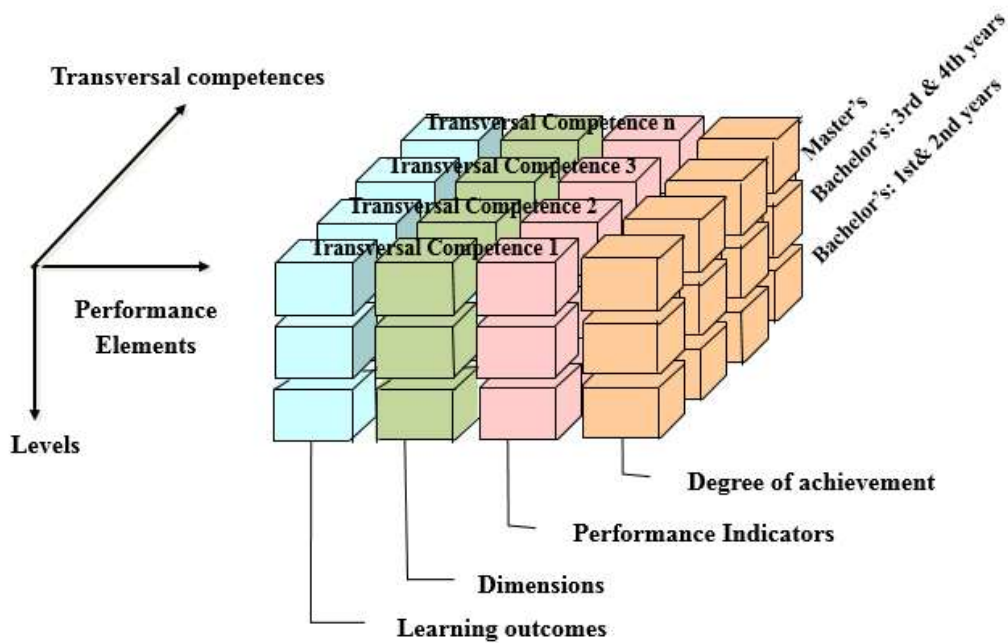 Transversal competences
Performance
Elements
Levels
Transversal Competence n
Transversal Competence 3
Transversal Competence 2
Transversal Competence 1
Master's
Bachelor's: 3rd & 4th years
Bachelor's: 1st& 2nd years
Degree of achievement
Performance Indicators
Dimensions
Learning outcomes